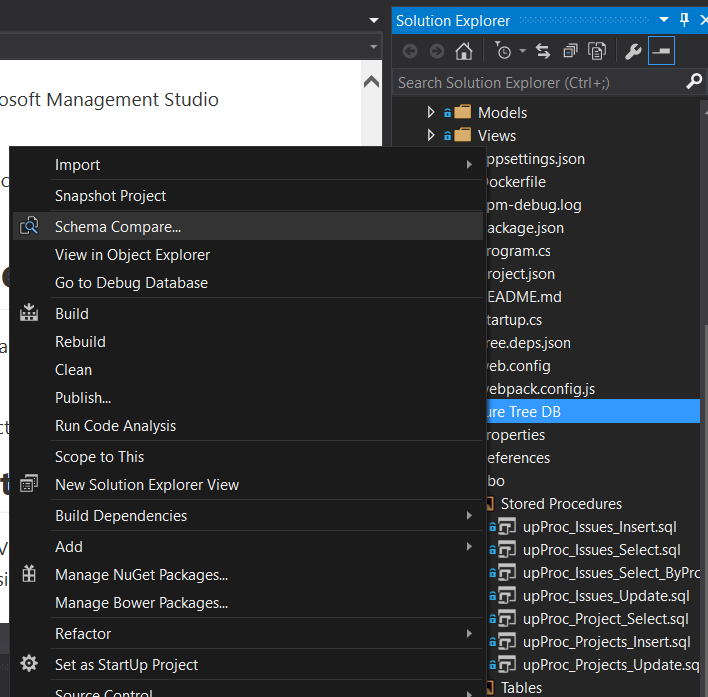 Solution Explorer
Search Solution Explorer (Ctrl+;)
osoft Management Studio
Models
Views
ppsettings.json
ockerfile
pm-debug.log
ackage.json
rogram.cs
roject.json
EADME.md
tartup.cs
ree.deps.json
eb.config
ebpack.config.js
ure Tree DB
roperties
eferences
bo
Stored Procedures
upProc_Issues_Insert.sql
upProc_Issues_Select.sql
upProc_Issues_Select_ByPro
upProc_Issues_Update.sql
upProc_Project_Select.sql
upProc_Projects_Insert.sql
upProc_Projects_Update.sq
Tables
Import
Snapshot Project
Schema Compare...
View in Object Explorer
Go to Debug Database
Build
Rebuild
Clean
Publish...
Run Code Analysis
Scope to This
New Solution Explorer View
Build Dependencies
Add
Manage NuGet Packages...
Manage Bower Packages...
Refactor
Set as StartUp Project
Source Control